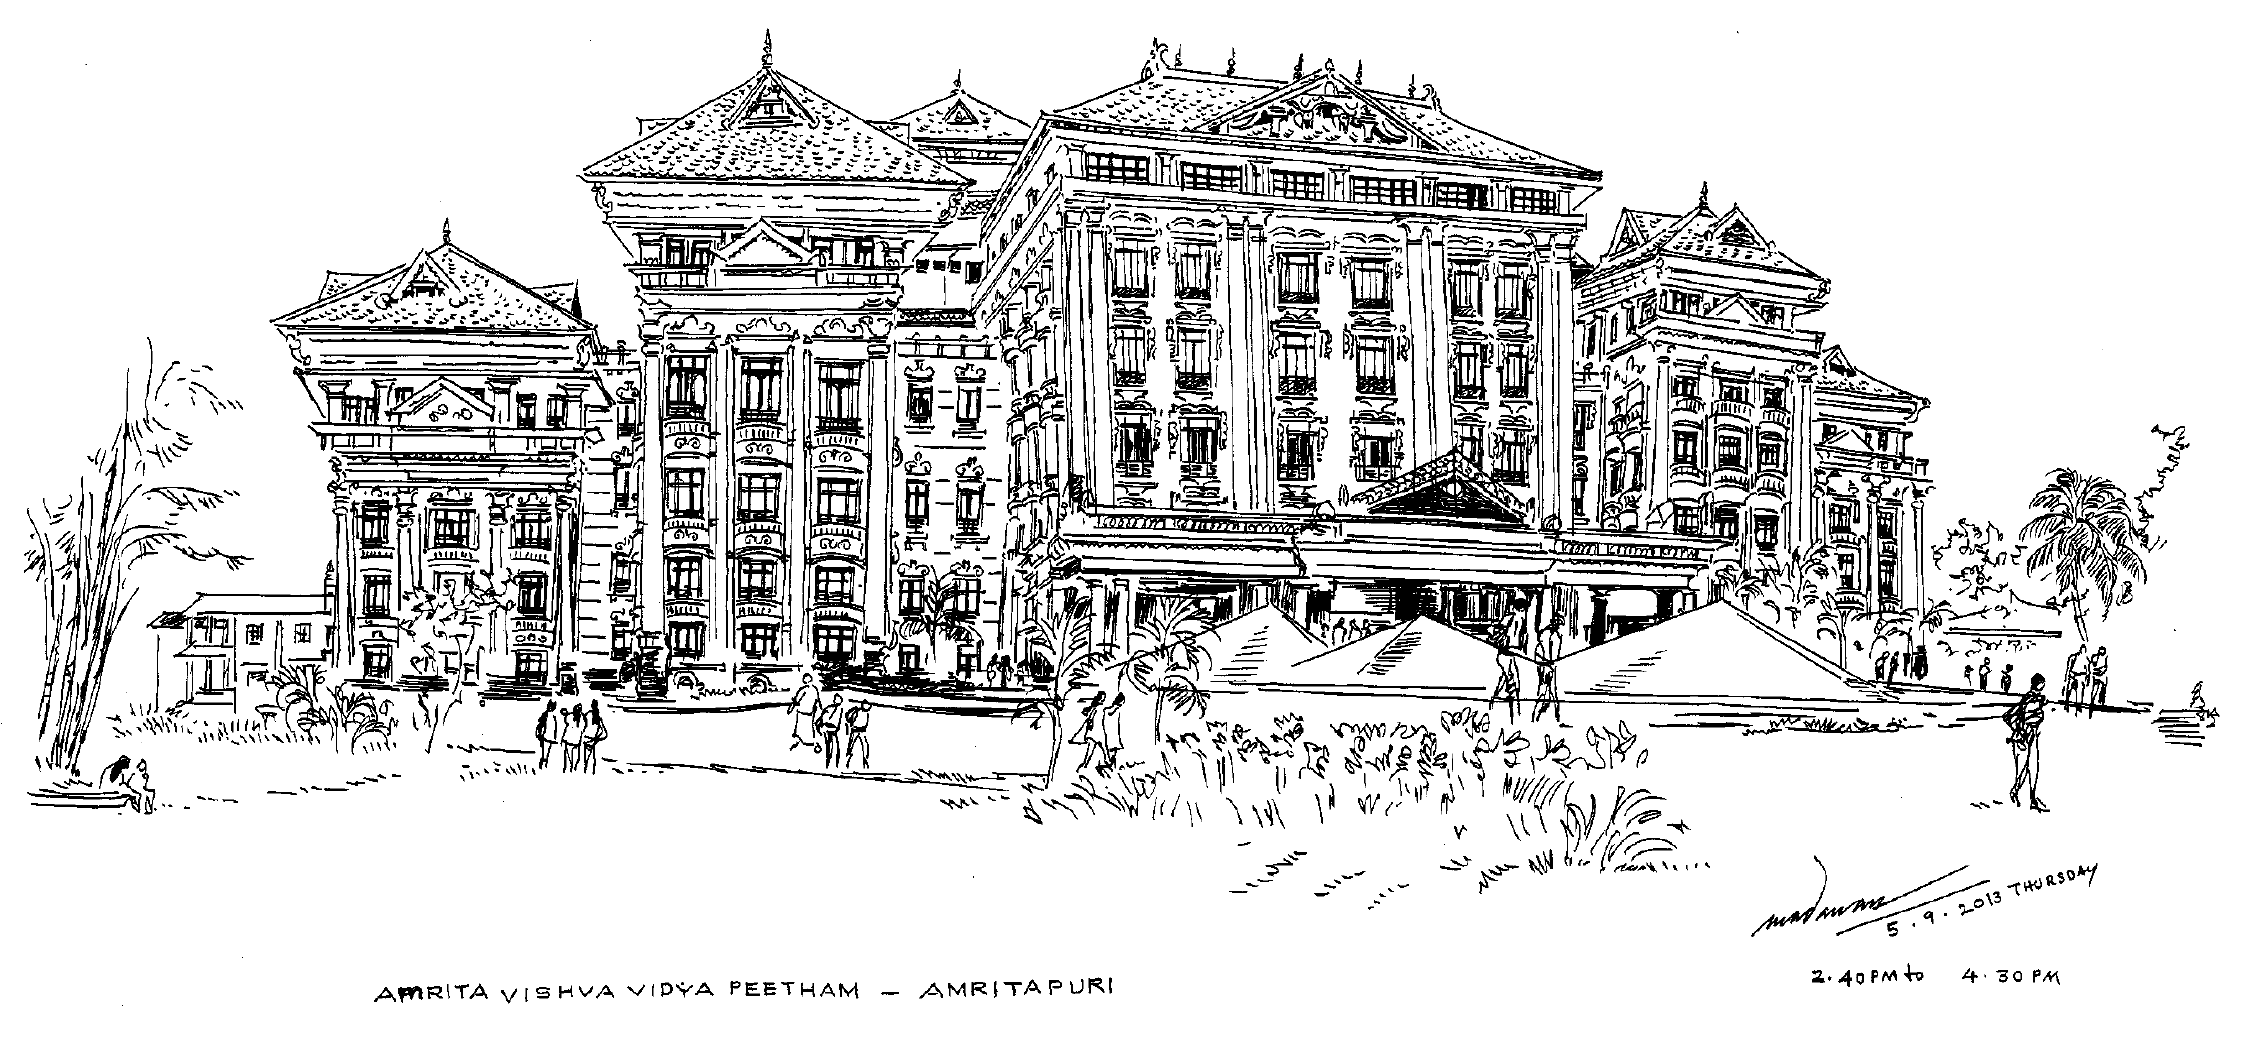 5.9.2013 THURSDAY
AMRITA VISHVA VIDYA PEETHAM – AMRITAPURI
2.40PM to 4.30PM